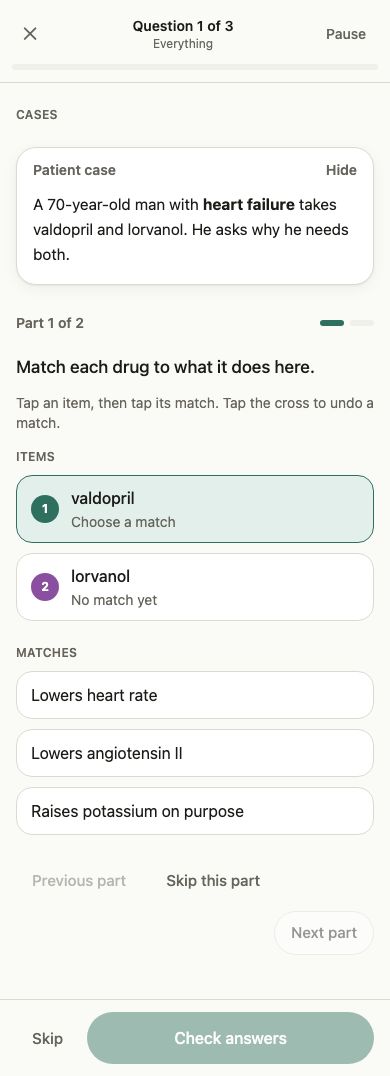 Question 1 of 3
Everything
Pause
CASES
Patient case
Hide
A 70-year-old man with heart failure takes
valdopril and lorvanol. He asks why he needs
both.
Part 1 of 2
Match each drug to what it does here.
Tap an item, then tap its match. Tap the cross to undo a
match.
ITEMS
1
valdopril
Choose a match
2
lorvanol
No match yet
MATCHES
Lowers heart rate
Lowers angiotensin II
Raises potassium on purpose
Previous part
Skip this part
Next part
Skip
Check answers